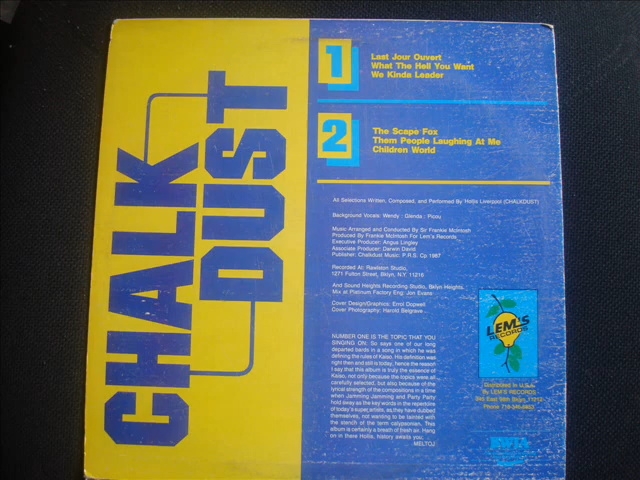 CHALK
DUST
1
Last Jour Ouvert
What The Hell You Want
We Kinda Leader
2
The Scape Fox
Them People Laughing At Me
Children World
All Selections Written, Composed, and Performed By Hollis Liverpool (CHALKDUST)
Background Vocals: Wendy : Glenda : Picou
Music Arranged and Conducted By Sir Frankie McIntosh
Produced By Frankie McIntosh For Lem's Records
Executive Producer: Angus Lingley
Associate Producer: Darwin David
Publisher: Chalkdust Music: P.R.S. Cp 1987
Recorded At: Rawlston Studio,
1271 Fulton Street, Bklyn, N.Y. 11216
And Sound Heights Recording Studio, Bklyn Heights,
Mix at Platinum Factory Eng: Jon Evans
Cover Design/Graphics: Errol Dopwell
Cover Photography: Harold Belgrave
NUMBER ONE IS THE TOPIC THAT YOU
SINGING ON: So says one of our long
departed bards in a song in which he was
defining the rules of Kaiso. His definition was
right then and still is today, hence the reason
I say that this album is truly the essence of
Kaiso, not only because the topics were all
carefully selected, but also because of the
lyrical strength of the compositions in a time
when Jamming Jamming and Party Party
hold away as the key words in the repertoire
of today's super artists, as they have dubbed
themselves, not wanting to be tainted with
the stench of the term calypsonian. This
album is certainly a breath of fresh air. Hang
on in there Hollis, history awaits you.
MELTOJ
LEM'S
RECORDS
Distributed in U.S.A.
By LEM'S RECORDS
East 98th
Phone 718-